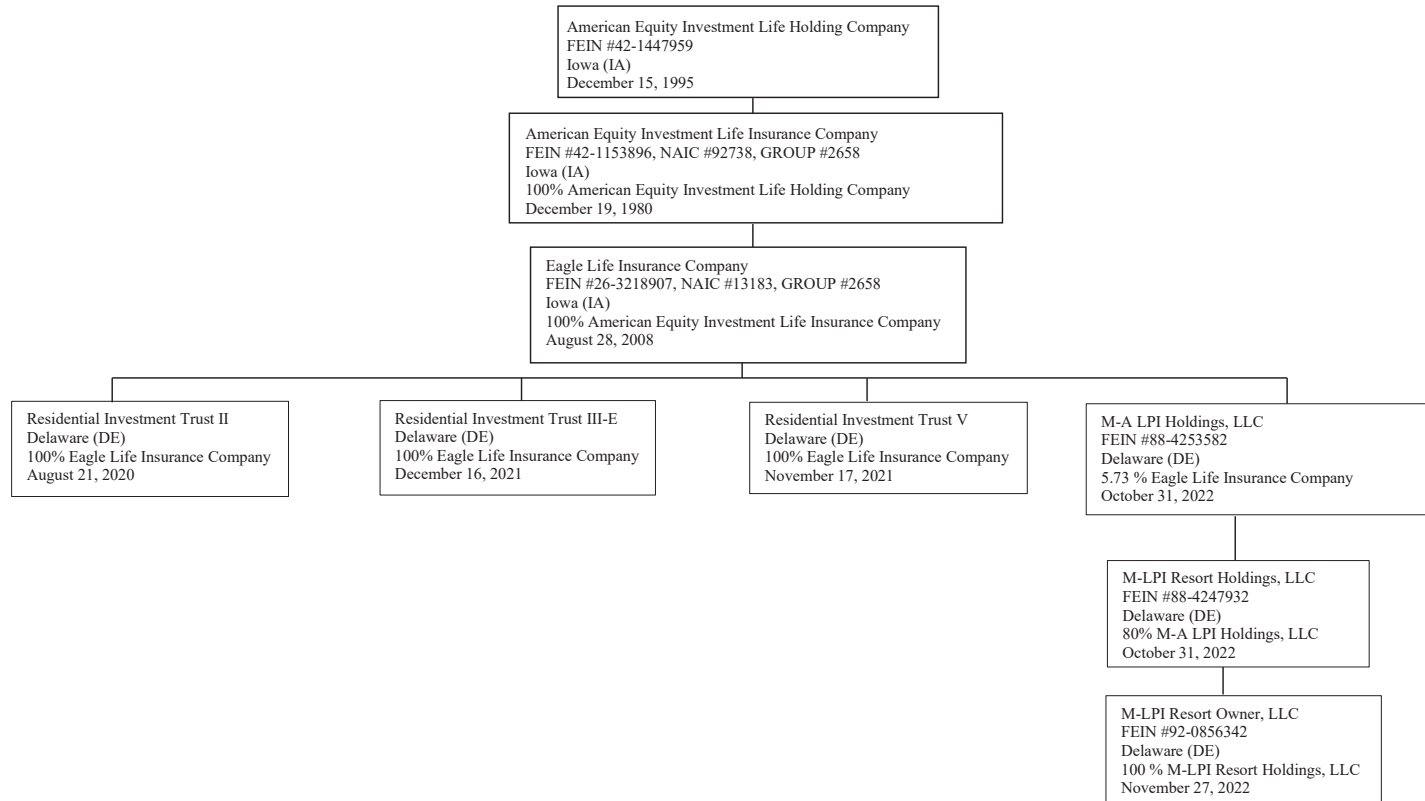 American Equity Investment Life Holding Company
FEIN #42-1447959
Iowa (IA)
December 15, 1995
American Equity Investment Life Insurance Company
FEIN #42-1153896, NAIC #92738, GROUP #2658
Iowa (IA)
100% American Equity Investment Life Holding Company
December 19, 1980
Eagle Life Insurance Company
FEIN #26-3218907, NAIC #13183, GROUP #2658
Iowa (IA)
100% American Equity Investment Life Insurance Company
August 28, 2008
Residential Investment Trust II
Delaware (DE)
100% Eagle Life Insurance Company
August 21, 2020
Residential Investment Trust III-E
Delaware (DE)
100% Eagle Life Insurance Company
December 16, 2021
Residential Investment Trust V
Delaware (DE)
100% Eagle Life Insurance Company
November 17, 2021
M-A LPI Holdings, LLC
FEIN #88-4253582
Delaware (DE)
5.73 % Eagle Life Insurance Company
October 31, 2022
M-LPI Resort Holdings, LLC
FEIN #88-4247932
Delaware (DE)
80% M-A LPI Holdings, LLC
October 31, 2022
M-LPI Resort Owner, LLC
FEIN #92-0856342
Delaware (DE)
100 % M-LPI Resort Holdings, LLC
November 27, 2022